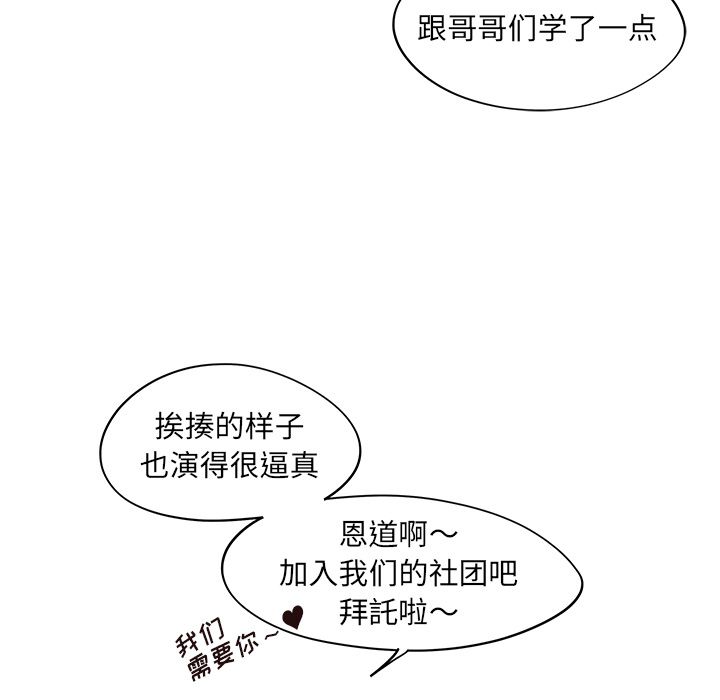 跟哥哥们学了一点
挨揍的样子
也演得很逼真
恩道啊～
加入我们的社团吧
拜託啦～
我们
需要你~♥